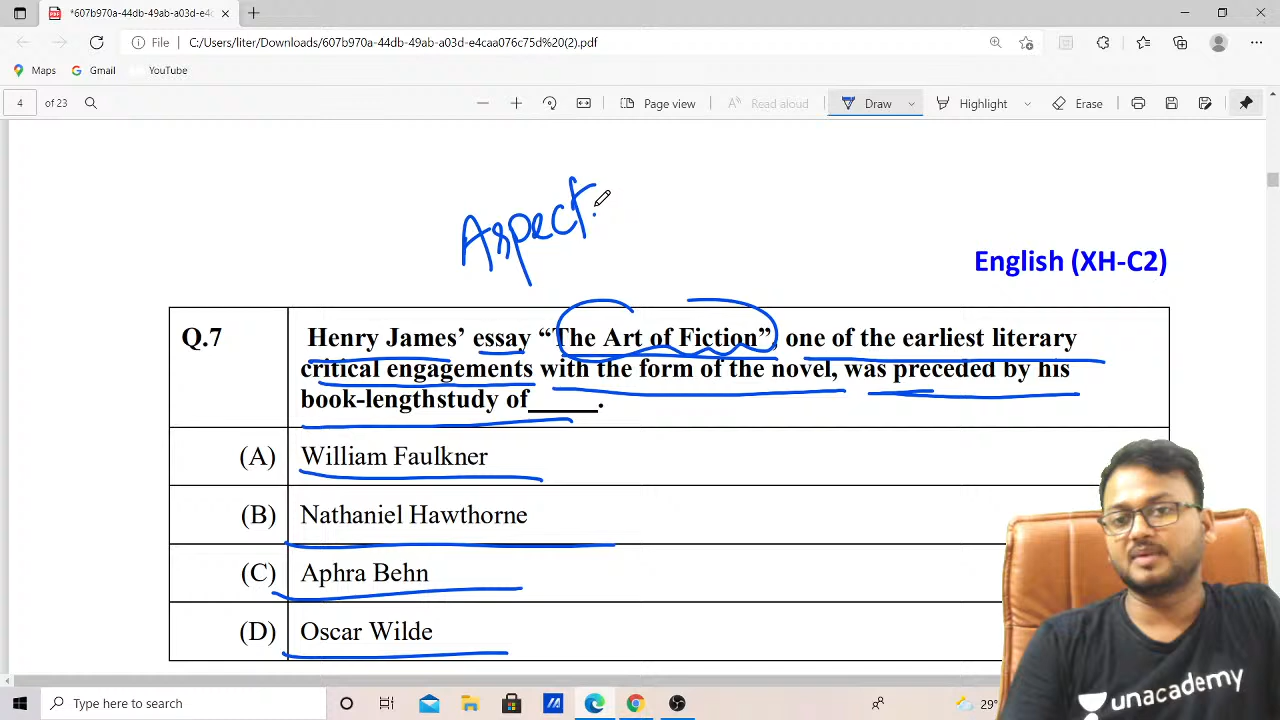 *607b970a-44db-49ab-a03d-e4c
File
C:/Users/liter/Downloads/607b970a-44db-49ab-a03d-e4caa076c75d%20(2).pdf
Maps
Gmail
YouTube
4 of 23
Page view
Read aloud
Draw
Highlight
Erase
Aspect
English (XH-C2)
Q.7
Henry James’ essay “The Art of Fiction”, one of the earliest literary
critical engagements with the form of the novel, was preceded by his
book-lengthstudy of_____.
(A) William Faulkner
(B) Nathaniel Hawthorne
(C) Aphra Behn
(D) Oscar Wilde
unacademy
Type here to search
29°